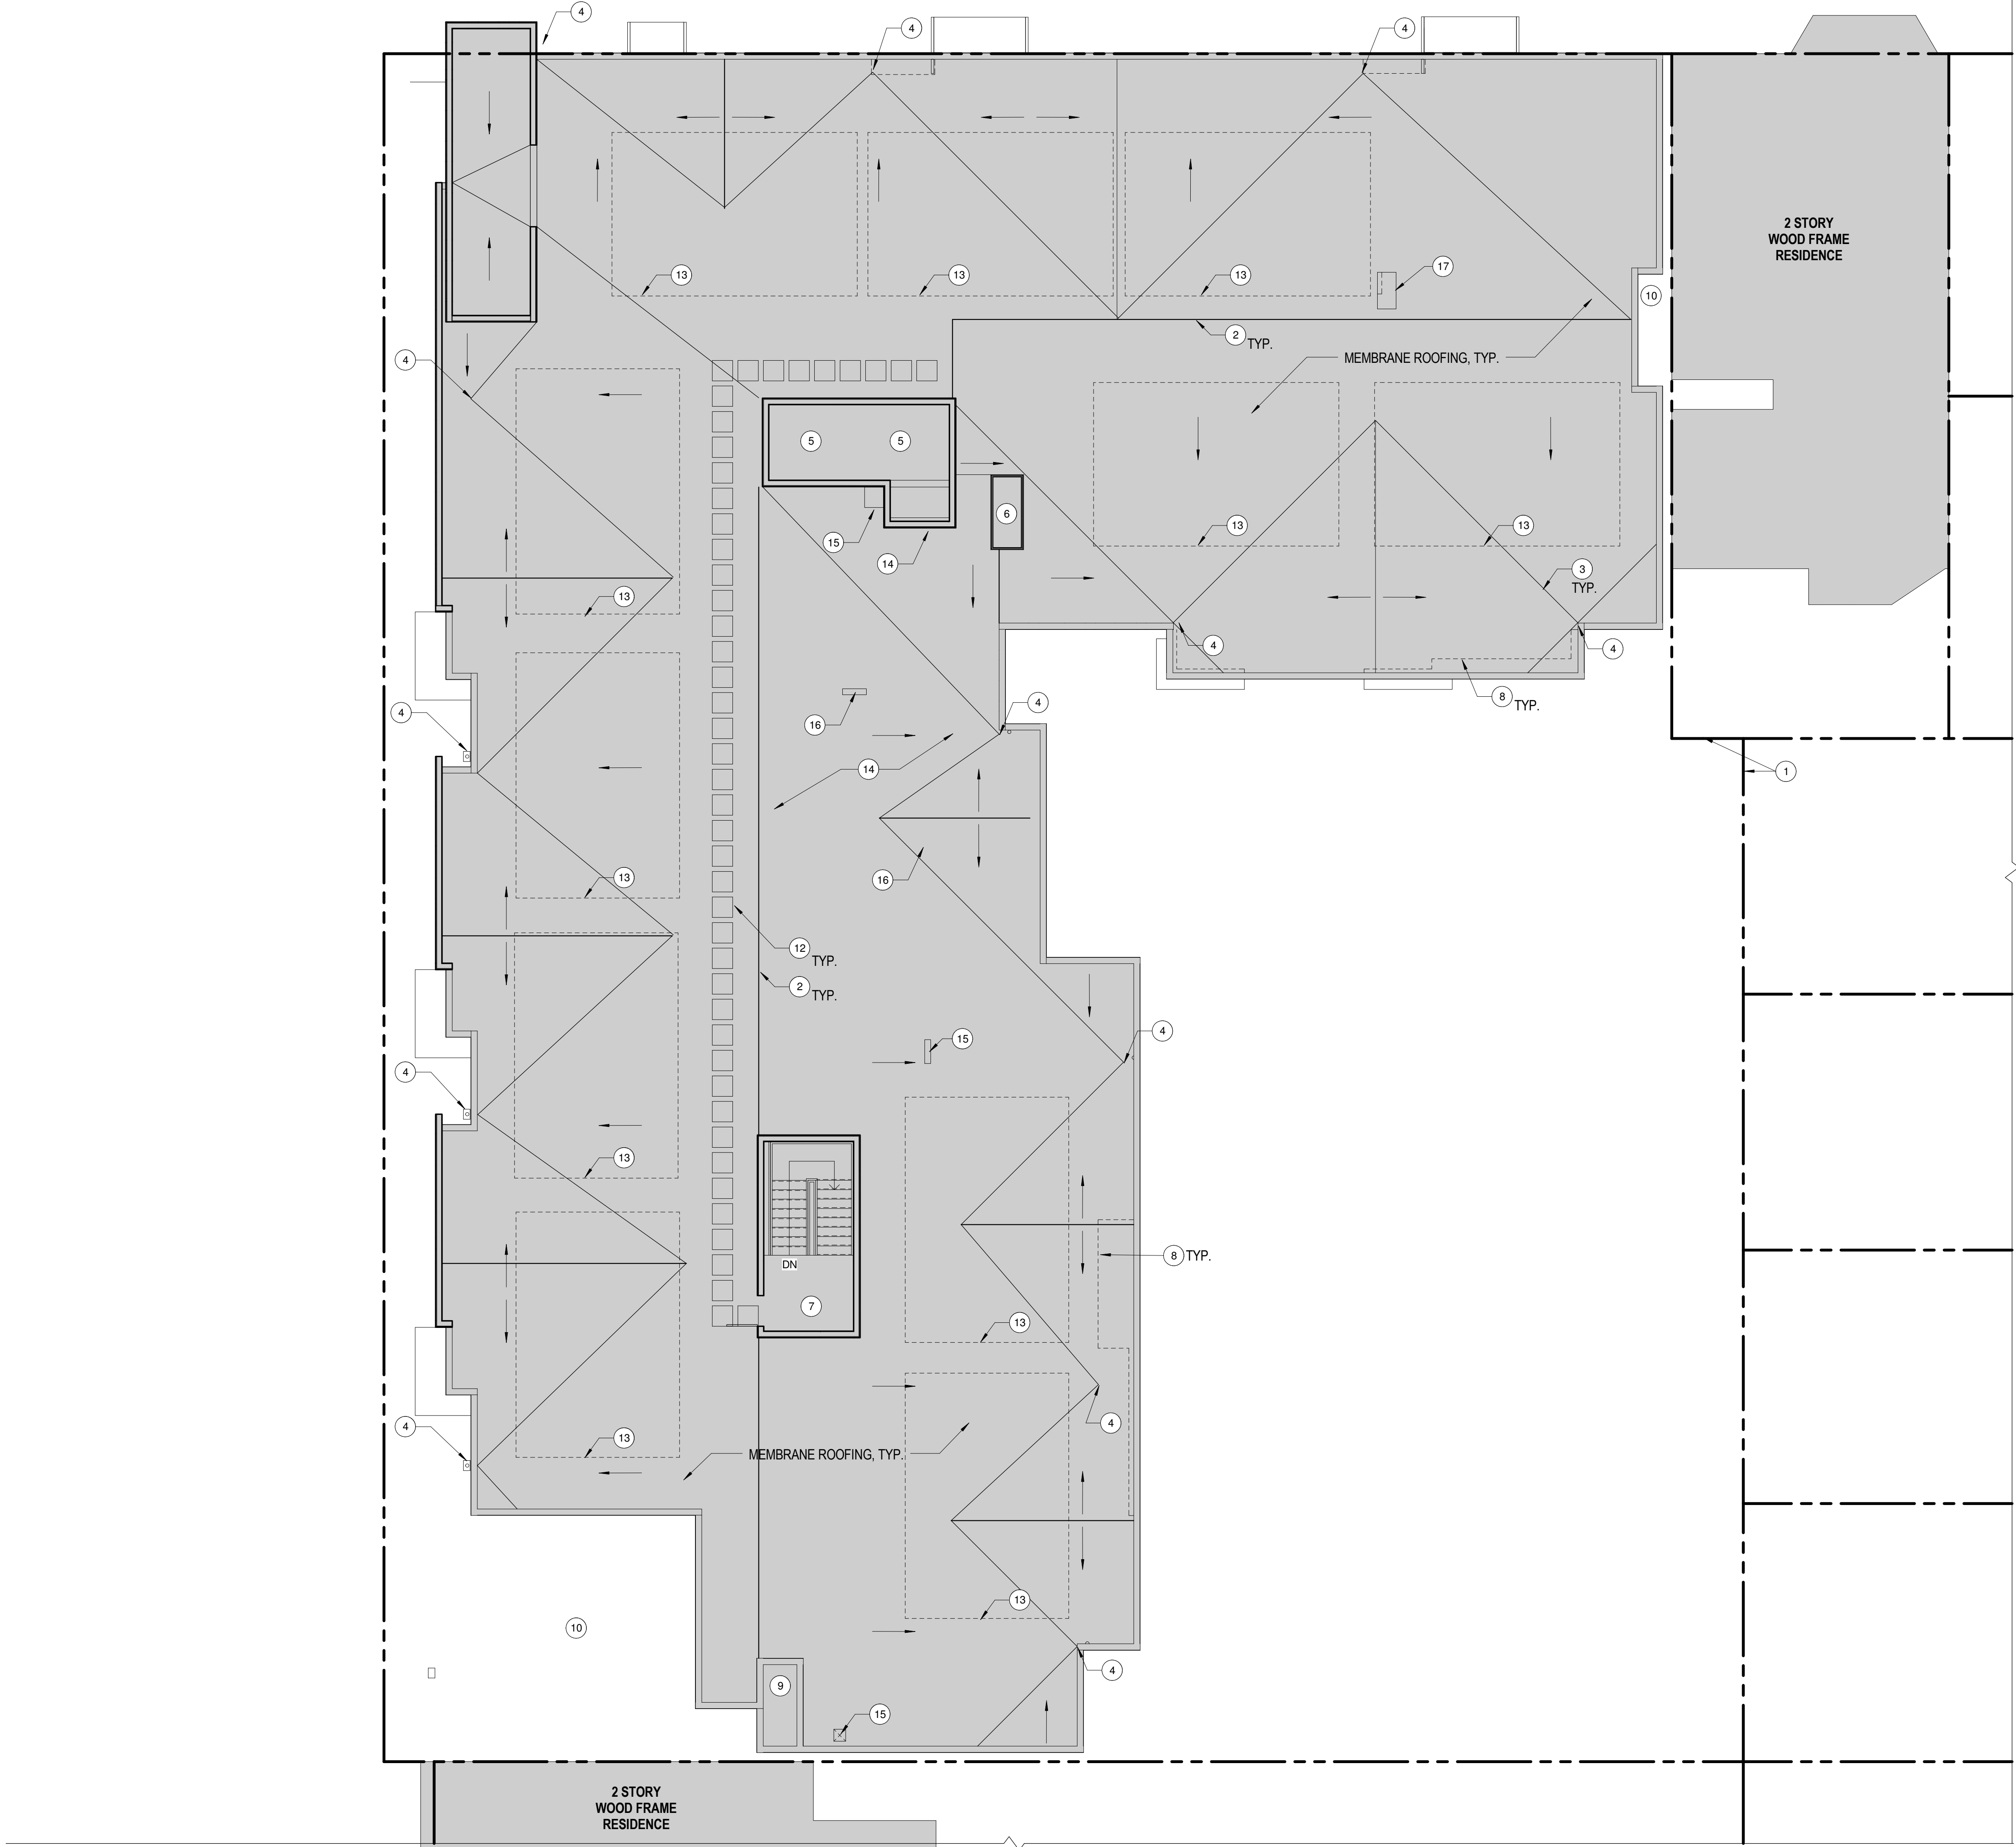 4
4
4
2 STORY
WOOD FRAME
RESIDENCE
13
13
13
17
10
2 TYP.
MEMBRANE ROOFING, TYP.
4
5
5
6
15
14
13
13
3
TYP.
13
4
4
8 TYP.
4
4
16
14
1
13
16
12 TYP.
2 TYP.
15
4
4
13
DN
8 TYP.
7
13
4
4
13
MEMBRANE ROOFING, TYP.
13
10
4
9
15
2 STORY
WOOD FRAME
RESIDENCE